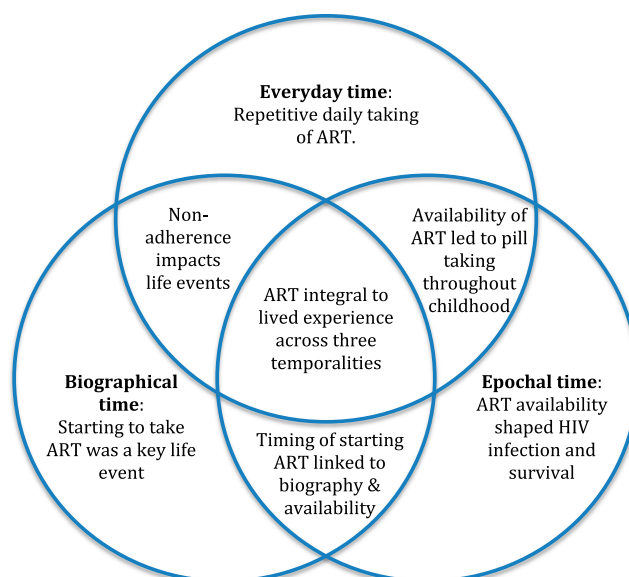 Everyday time:
Repetitive daily taking
of ART.
Non-
adherence
impacts
life events
Availability of
ART led to pill
taking
throughout
childhood
ART integral to
lived experience
across three
temporalities
Biographical
time:
Starting to take
ART was a key life
event
Epochal time:
ART availability
shaped HIV
infection and
survival
Timing of starting
ART linked to
biography &
availability